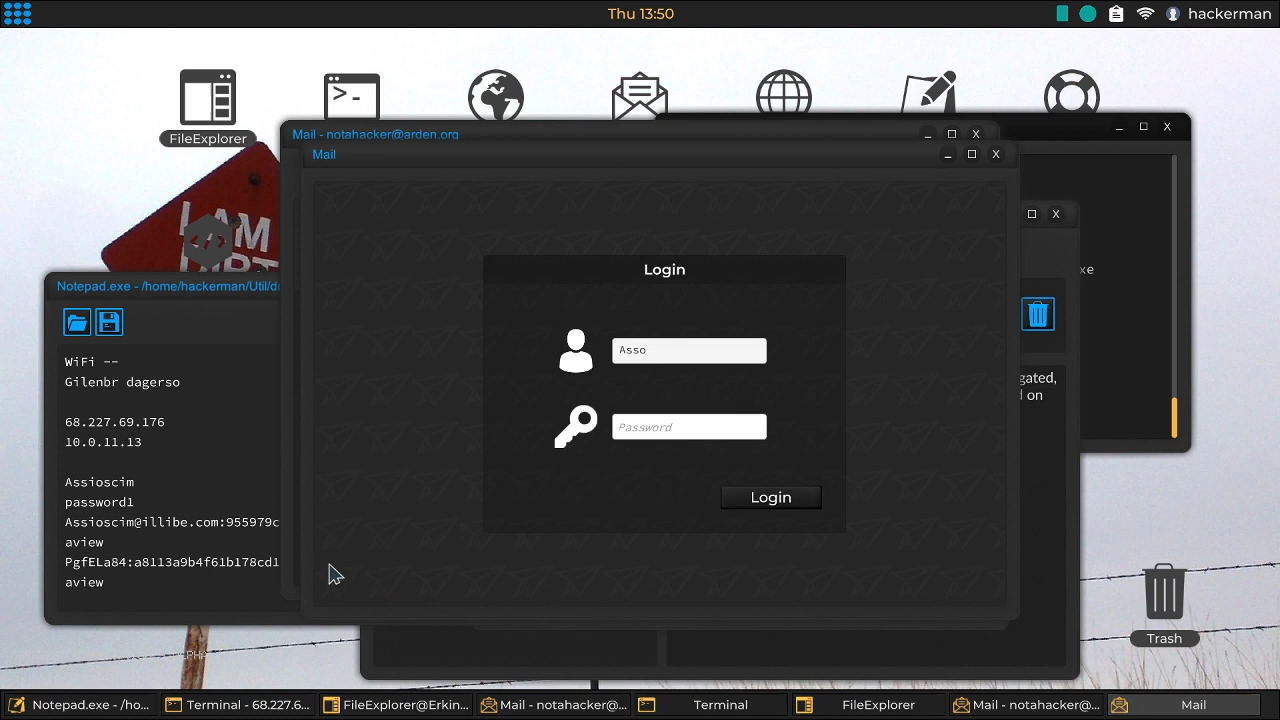 Thu 13:50
hackerman
FileExplorer
Mail - notahacker@arden.org
X
Mail
X
X
X
I AM
Notepad.exe - /home/hackerman/Util/d
Login
xe
WiFi --
Gilenbr dagerso
68.227.69.176
10.0.11.13
Assioscim
password1
Assioscim@illibe.com:955979c
aview
PgfELa84:a8113a9b4f61b178cd1
aview
Asso
Password
Login
gated,
on
Trash
Notepad.exe - /ho...
Terminal - 68.227.6...
FileExplorer@Erkin...
Mail - notahacker@...
Terminal
FileExplorer
Mail - notahacker@...
Mail